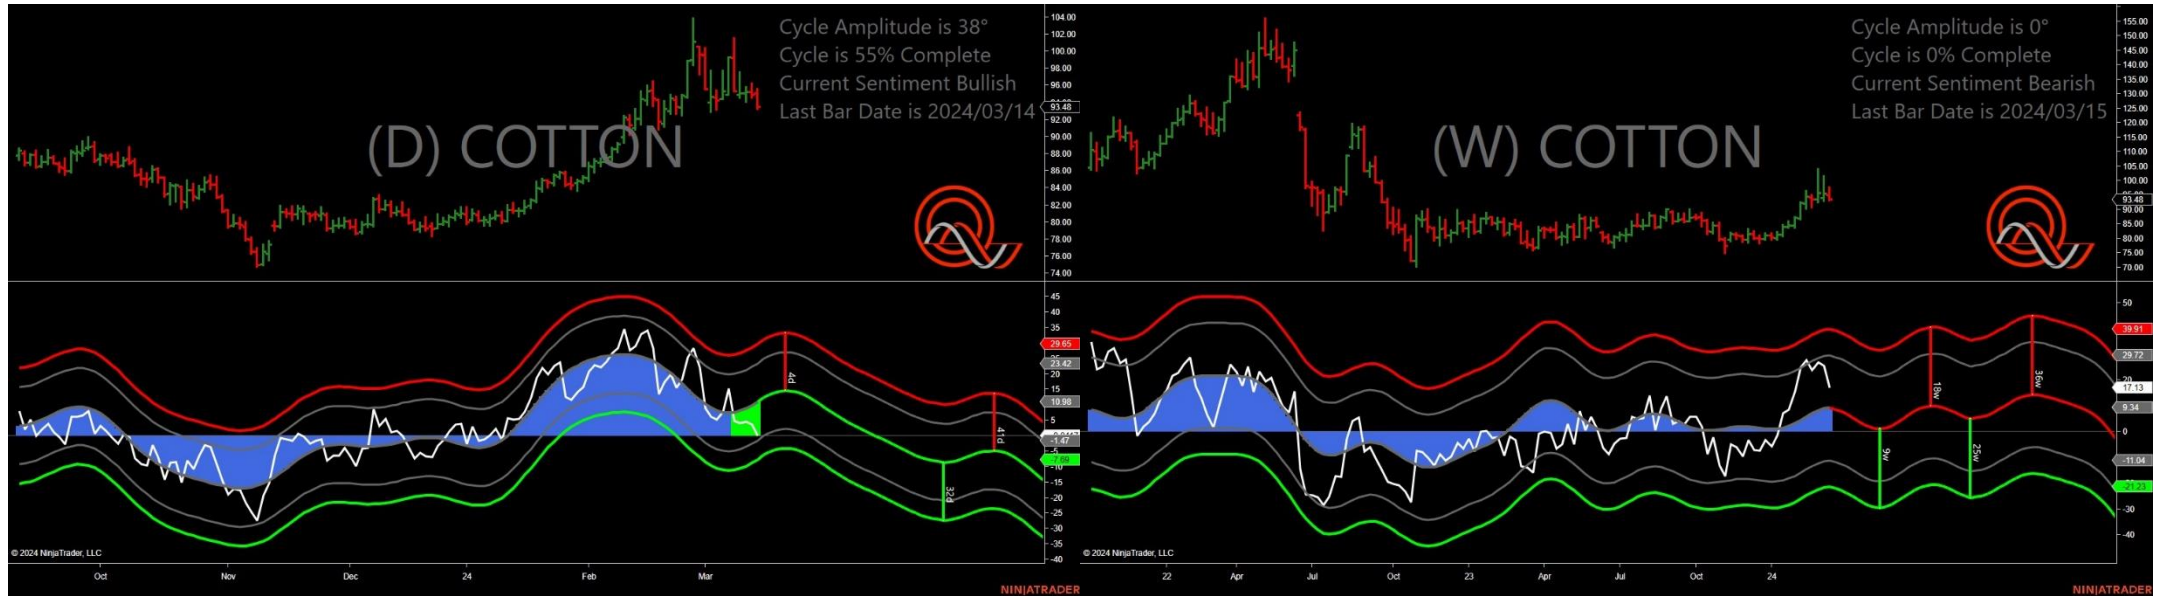 Cycle Amplitude is 38°
Cycle is 55% Complete
Current Sentiment Bullish
Last Bar Date is 2024/03/14
(D) COTTON
104.00
102.00
100.00
98.00
96.00
93.48
92.00
90.00
88.00
86.00
84.00
82.00
80.00
78.00
76.00
74.00
45
40
35
29.65
23.42
20
15
10.98
5
-1.47
-7.69
-10
-15
-20
-25
-30
-35
-40
4d
32d
41d
© 2024 NinjaTrader, LLC
Oct
Nov
Dec
24
Feb
Mar
NINJATRADER
Cycle Amplitude is 0°
Cycle is 0% Complete
Current Sentiment Bearish
Last Bar Date is 2024/03/15
(W) COTTON
155.00
150.00
145.00
140.00
135.00
130.00
125.00
120.00
115.00
110.00
105.00
100.00
93.48
90.00
85.00
80.00
75.00
70.00
50
39.91
29.72
20
17.13
9.34
0
-11.04
-21.23
-30
-40
18w
36w
9w
25w
© 2024 NinjaTrader, LLC
22
Apr
Jul
Oct
23
Apr
Jul
Oct
24
NINJATRADER